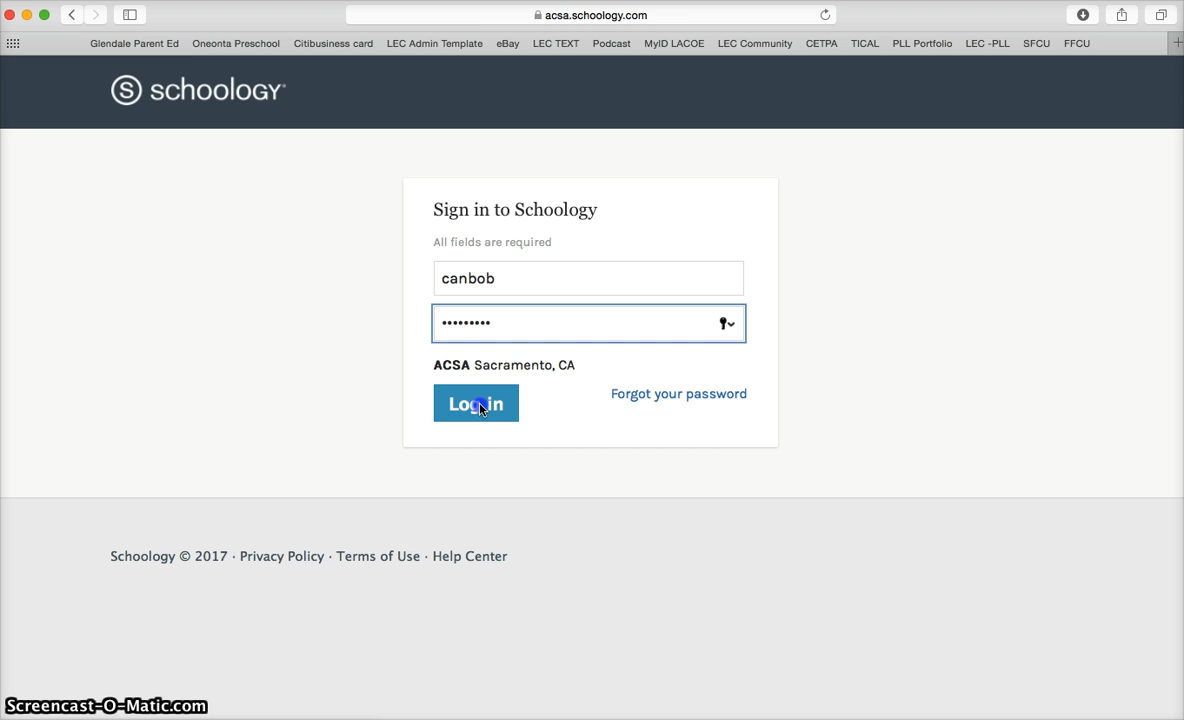 acsa.schoology.com
Glendale Parent Ed Oneonta Preschool Citibusiness card LEC Admin Template eBay LEC TEXT Podcast MyID LACOE LEC Community CETPA TICAL PLL Portfolio LEC -PLL SFCU FFCU
S schoology®
Sign in to Schoology
All fields are required
canbob
•••••••••
ACSA Sacramento, CA
Log in
Forgot your password
Schoology © 2017 · Privacy Policy · Terms of Use · Help Center
Screencast-O-Matic.com